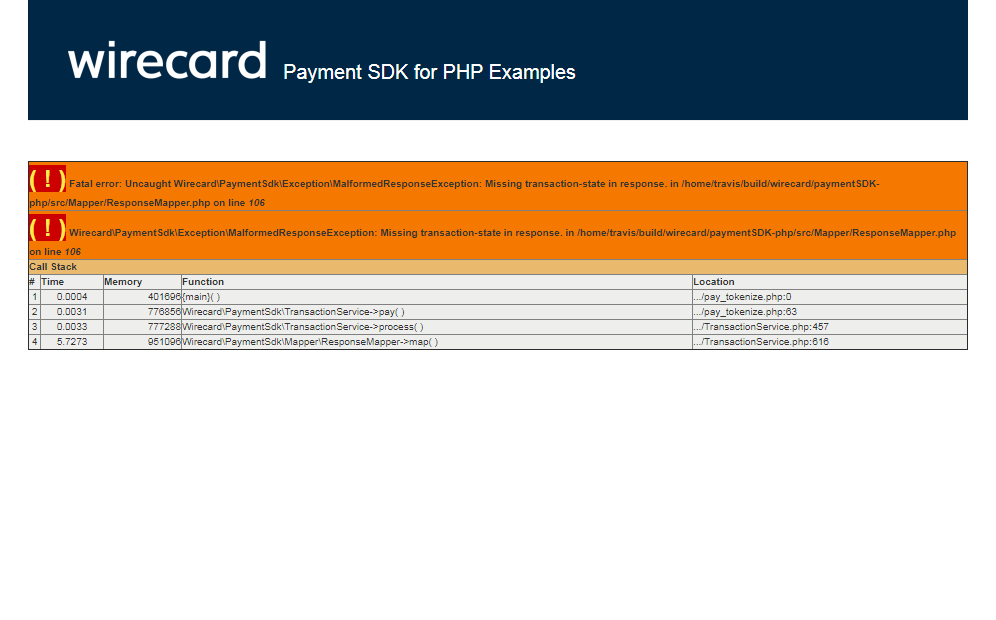 wirecard Payment SDK for PHP Examples
( ! ) Fatal error: Uncaught Wirecard\PaymentSdk\Exception\MalformedResponseException: Missing transaction-state in response. in /home/travis/build/wirecard/paymentSDK-
php/src/Mapper/ResponseMapper.php on line 106
( ! ) Wirecard\PaymentSdk\Exception\MalformedResponseException: Missing transaction-state in response. in /home/travis/build/wirecard/paymentSDK-php/src/Mapper/ResponseMapper.php
on line 106
Call Stack
# Time Memory Function Location
1 0.0004 401696 {main}( ) .../pay_tokenize.php:0
2 0.0031 776856 Wirecard\PaymentSdk\TransactionService->pay( ) .../pay_tokenize.php:63
3 0.0033 777288 Wirecard\PaymentSdk\TransactionService->process( ) .../TransactionService.php:457
4 5.7273 951096 Wirecard\PaymentSdk\Mapper\ResponseMapper->map( ) .../TransactionService.php:616